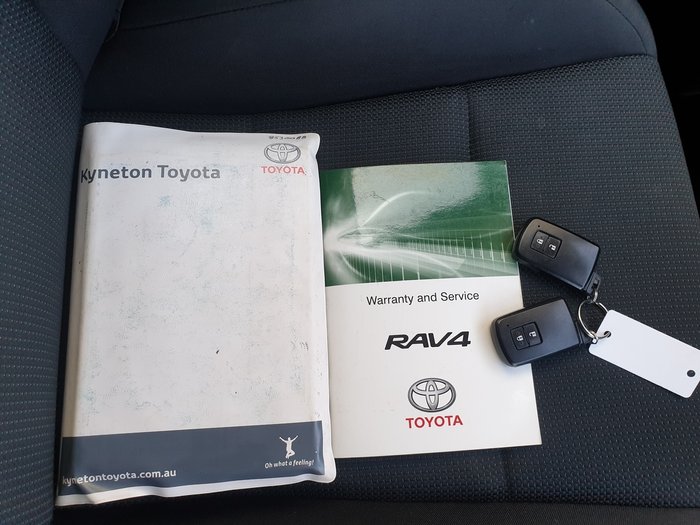 Kyneton Toyota
TOYOTA
kynetontoyota.com.au
Oh what a feeling!
Warranty and Service
RAV4
TOYOTA